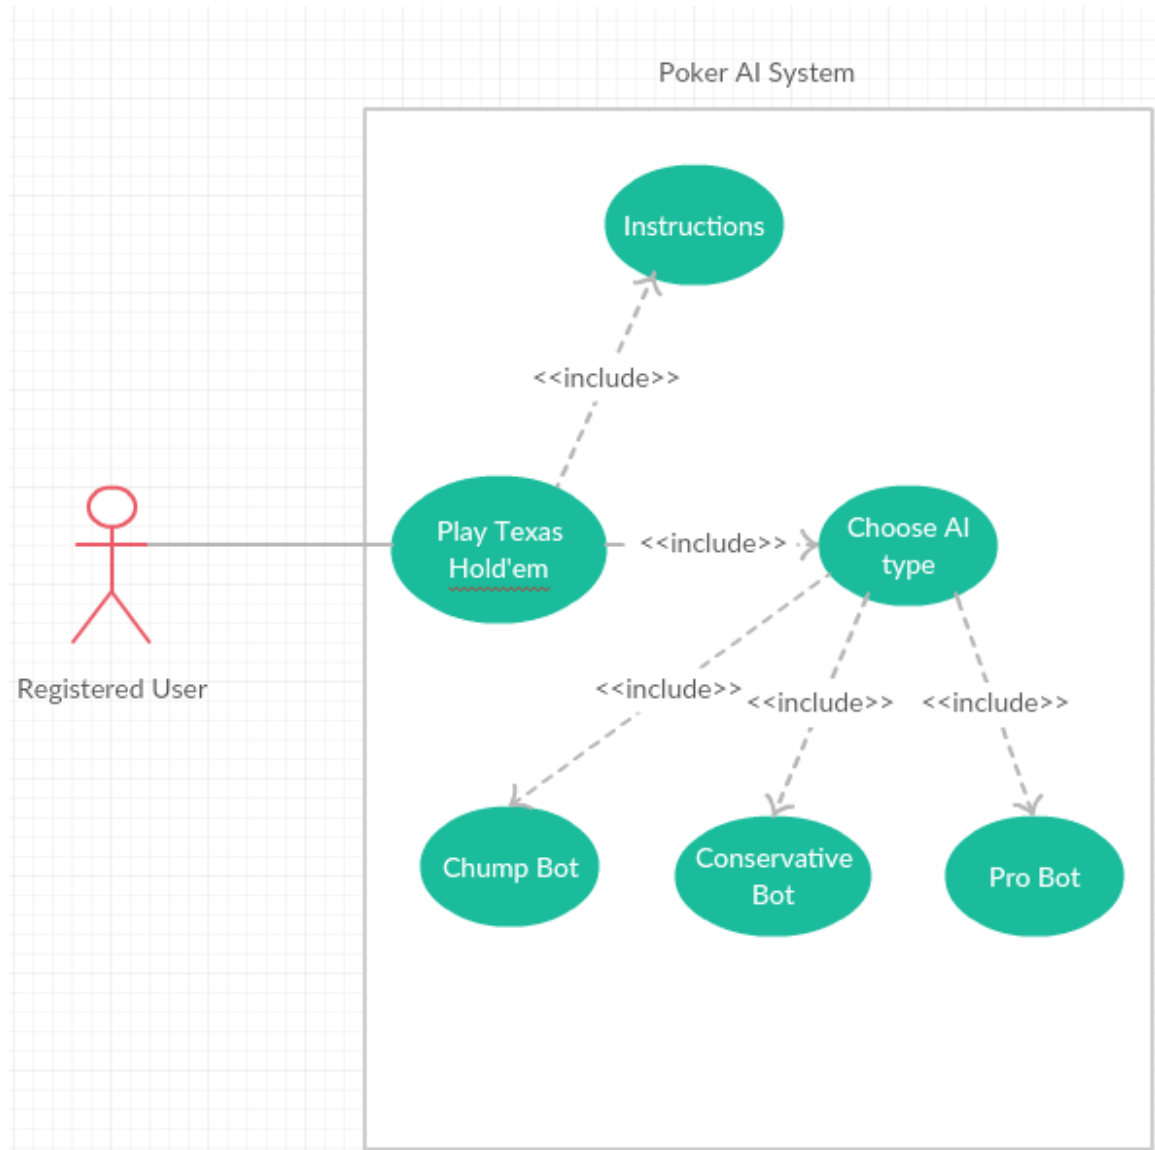 Poker AI System
Instructions
<<include>>
Play Texas
Hold'em
<<include>>
Choose AI
type
Registered User
<<include>>
<<include>>
<<include>>
Chump Bot
Conservative
Bot
Pro Bot